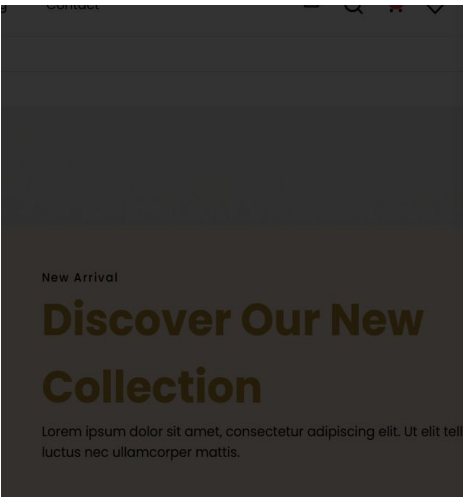 Contact
New Arrival
Discover Our New
Collection
Lorem ipsum dolor sit amet, consectetur adipiscing elit. Ut elit tell
luctus nec ullamcorper mattis.